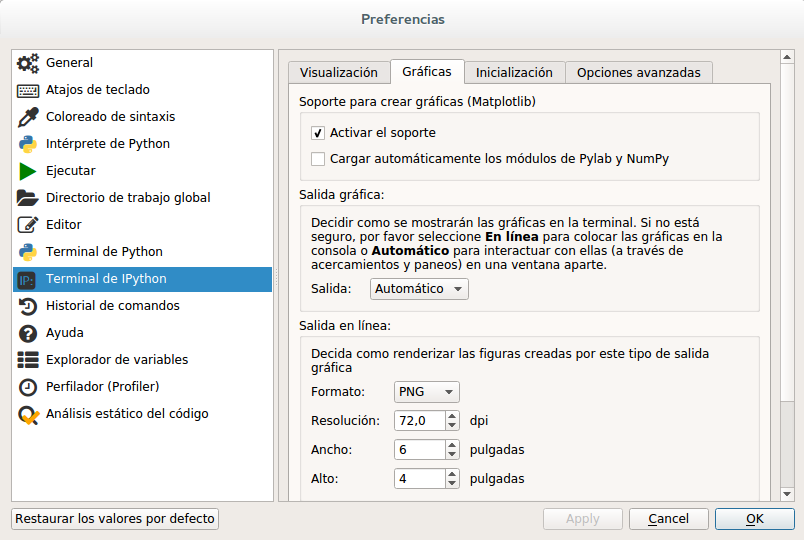 Preferencias
General
Atajos de teclado
Coloreado de sintaxis
Intérprete de Python
Ejecutar
Directorio de trabajo global
Editor
Terminal de Python
IP:
Terminal de IPython
Historial de comandos
Ayuda
Explorador de variables
Perfilador (Profiler)
Análisis estático del código
Visualización
Gráficas
Inicialización
Opciones avanzadas
Soporte para crear gráficas (Matplotlib)
Activar el soporte
Cargar automáticamente los módulos de Pylab y NumPy
Salida gráfica:
Decidir como se mostrarán las gráficas en la terminal. Si no está
seguro, por favor seleccione En línea para colocar las gráficas en la
consola o Automático para interactuar con ellas (a través de
acercamientos y paneos) en una ventana aparte.
Salida: Automático
Salida en línea:
Decida como renderizar las figuras creadas por este tipo de salida
gráfica
Formato: PNG
Resolución: 72,0 dpi
Ancho: 6 pulgadas
Alto: 4 pulgadas
Restaurar los valores por defecto
Apply
Cancel
OK